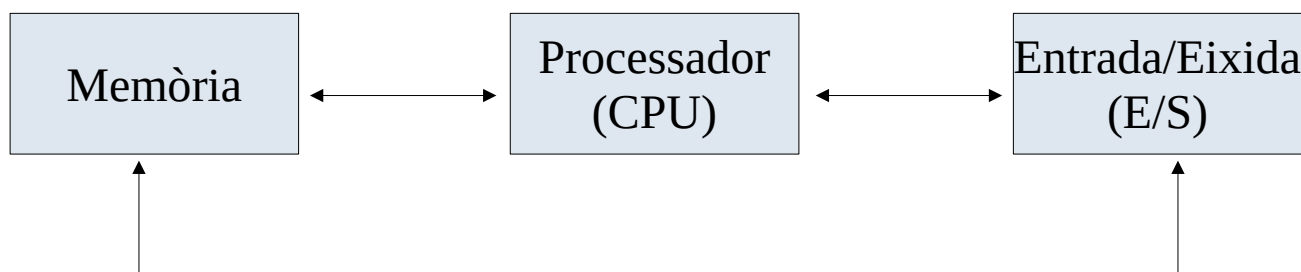 Memòria
Processador
(CPU)
Entrada/Eixida
(E/S)